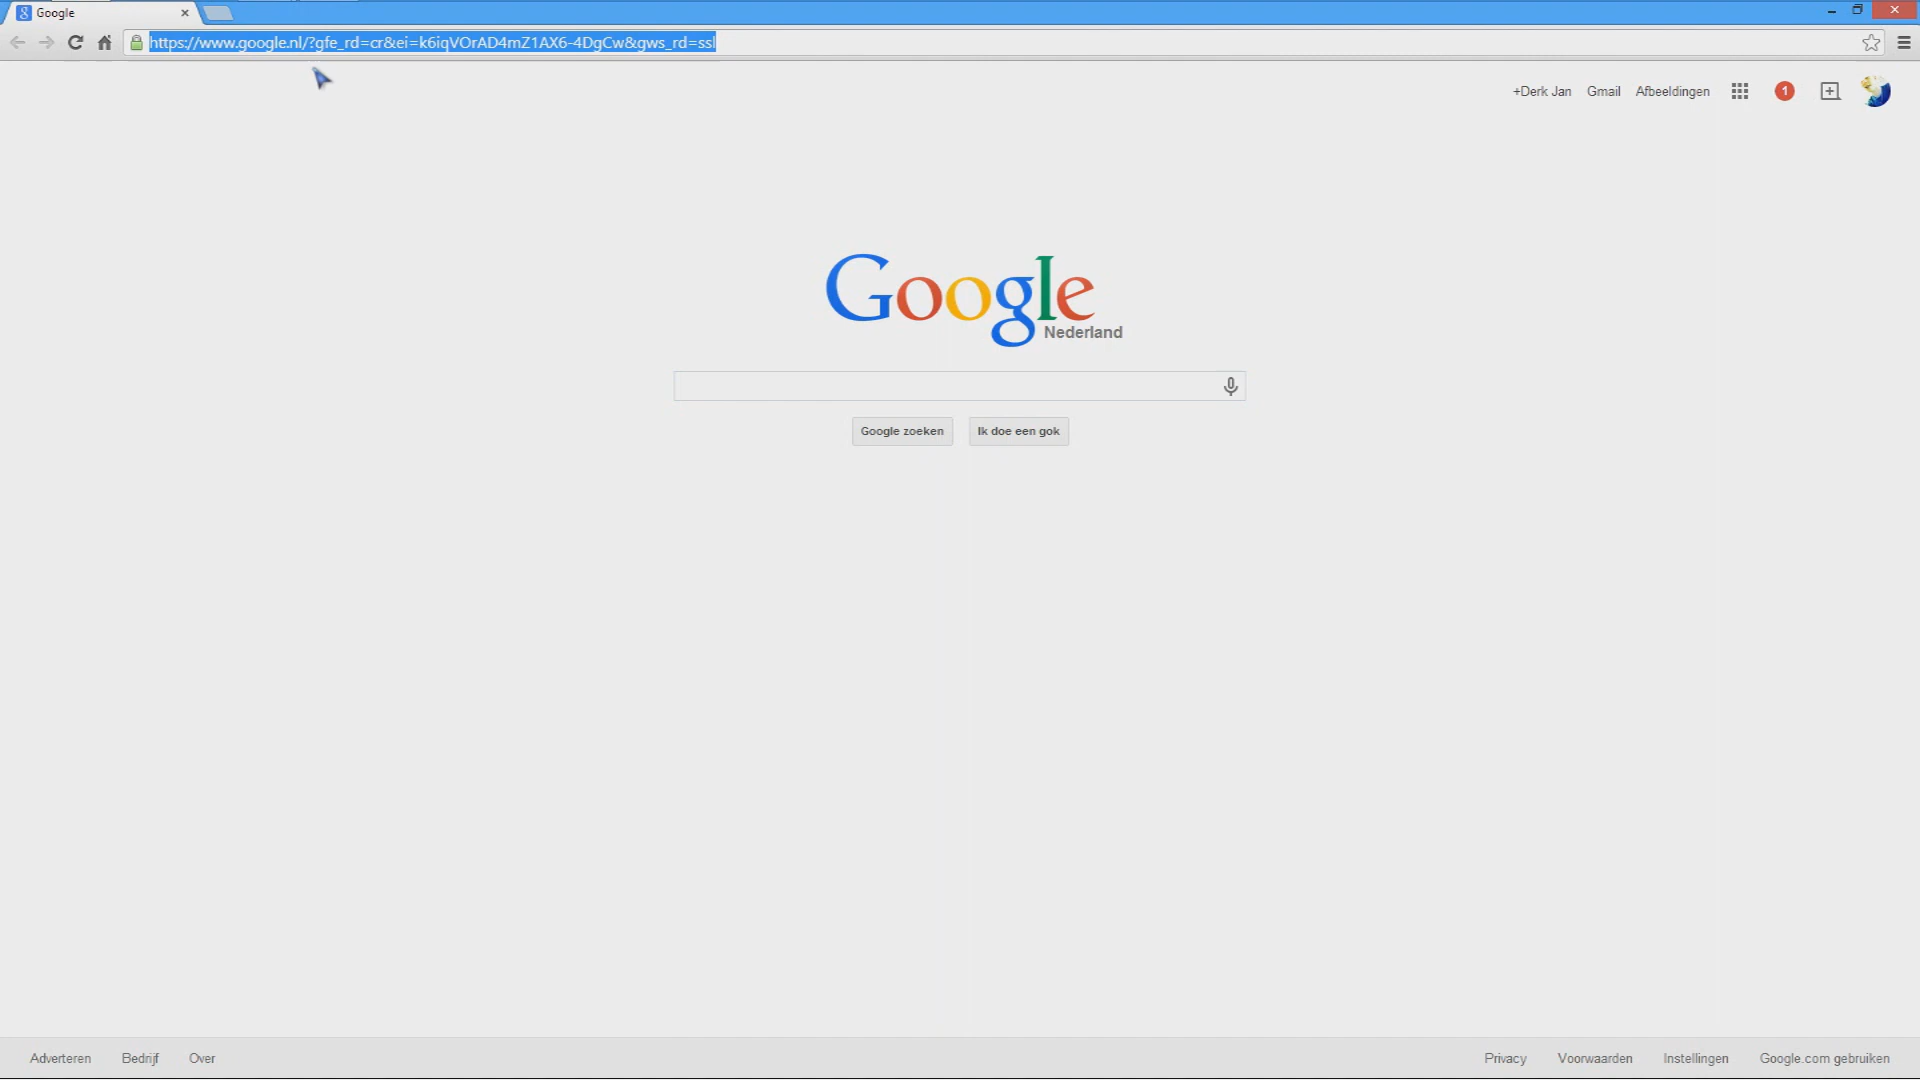 Google
https://www.google.nl/?gfe_rd=cr&ei=k6iqVOrAD4mZ1AX6-4DgCw&gws_rd=ssl
+Derk Jan Gmail Afbeeldingen 1
Google
Nederland
Google zoeken Ik doe een gok
Adverteren Bedrijf Over Privacy Voorwaarden Instellingen Google.com gebruiken